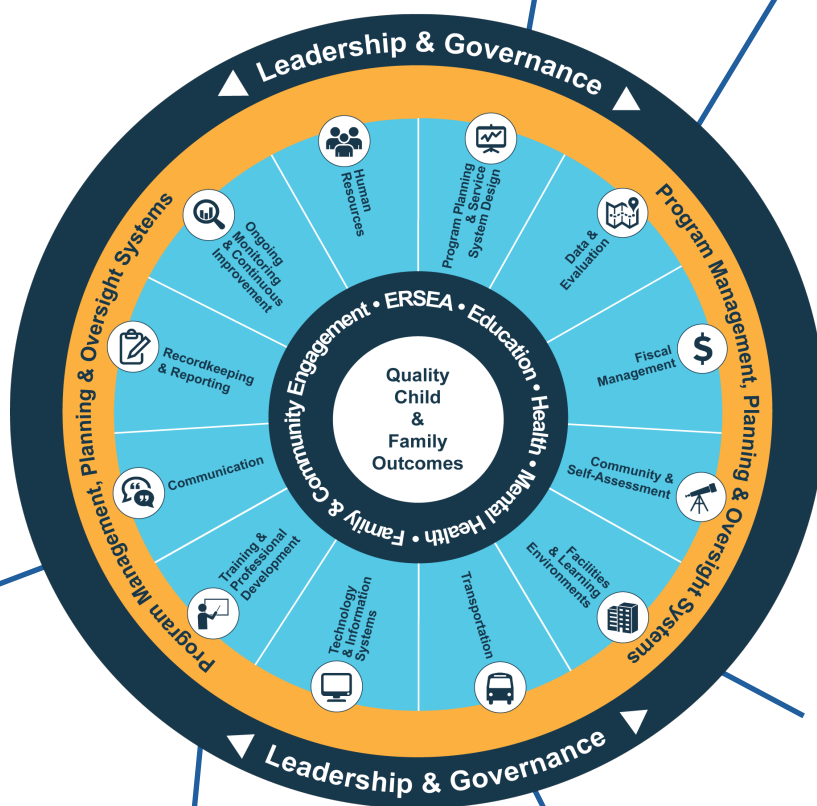 Leadership & Governance
Program Management, Planning & Oversight Systems
Program Planning
& Service
System Design
Data &
Evaluation
Fiscal
Management
Community &
Self-Assessment
Facilities
& Learning
Environments
Transportation
Technology
& Information
Systems
Training &
Professional
Development
Communication
Recordkeeping
& Reporting
Ongoing
Monitoring
& Continuous
Improvement
Human
Resources
Program Management, Planning & Oversight Systems
ERSEA • Education • Health • Mental Health • Family & Community Engagement •
Quality
Child
&
Family
Outcomes
Leadership & Governance